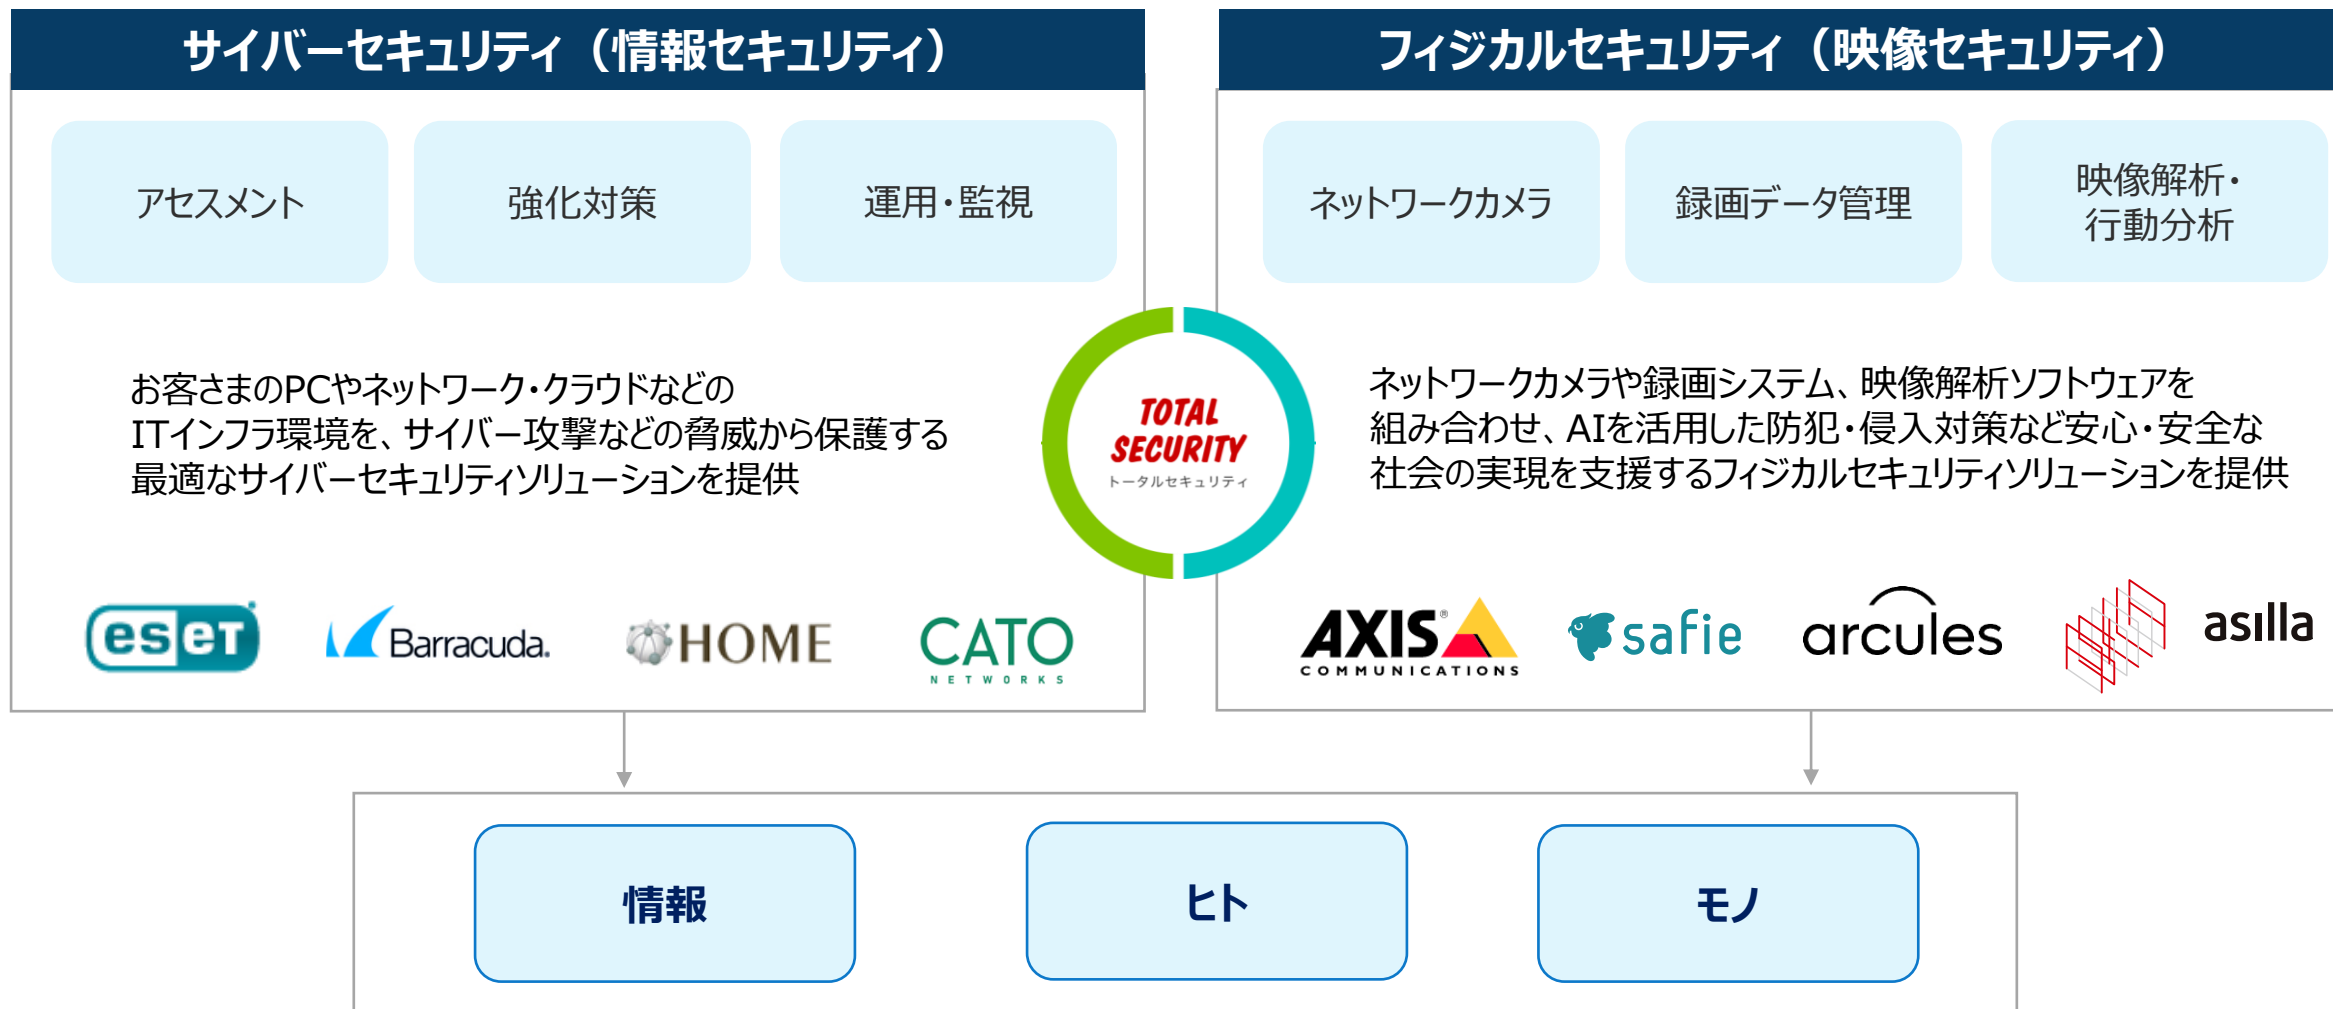 サイバーセキュリティ（情報セキュリティ）
アセスメント
強化対策
運用・監視
お客さまのPCやネットワーク・クラウドなどの
ITインフラ環境を、サイバー攻撃などの脅威から保護する
最適なサイバーセキュリティソリューションを提供
eseT
Barracuda.
HOME
CATO
NETWORKS
TOTAL
SECURITY
トータルセキュリティ
フィジカルセキュリティ（映像セキュリティ）
ネットワークカメラ
録画データ管理
映像解析・
行動分析
ネットワークカメラや録画システム、映像解析ソフトウェアを
組み合わせ、AIを活用した防犯・侵入対策など安心・安全な
社会の実現を支援するフィジカルセキュリティソリューションを提供
AXIS®
COMMUNICATIONS
safie
arcules
asılla
情報
ヒト
モノ